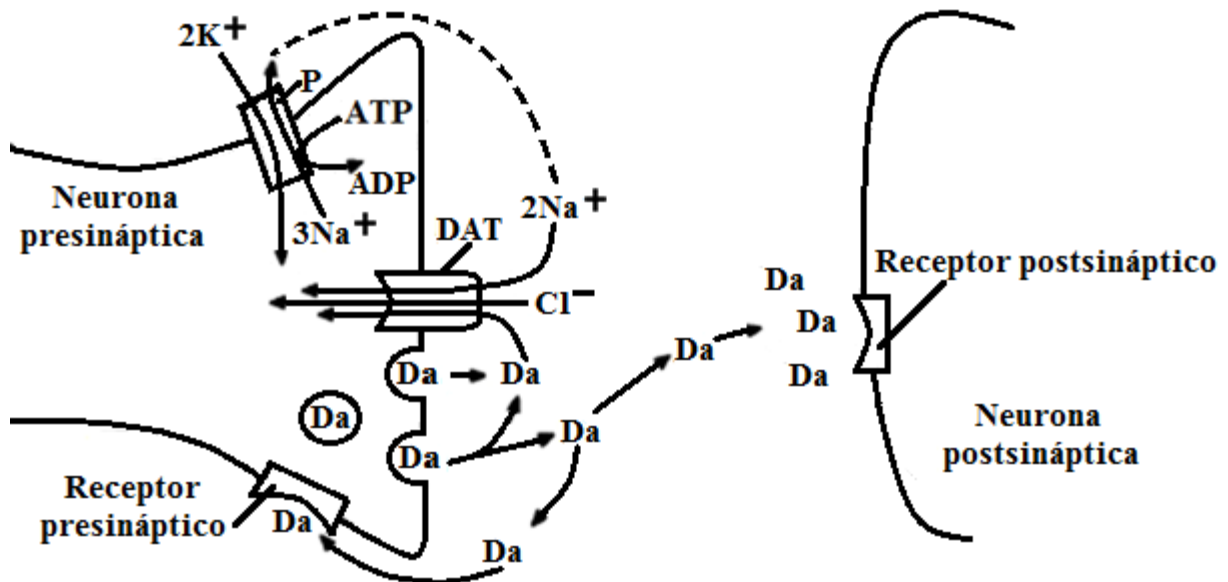 2K+
P
ATP
ADP
Neurona
presináptica
3Na+
DAT
2Na+
Cl−
Da
Receptor postsináptico
Da
Da
Da
Da
Da
Da
Da
Da
Da
Neurona
postsináptica
Receptor
presináptico
Da
Da